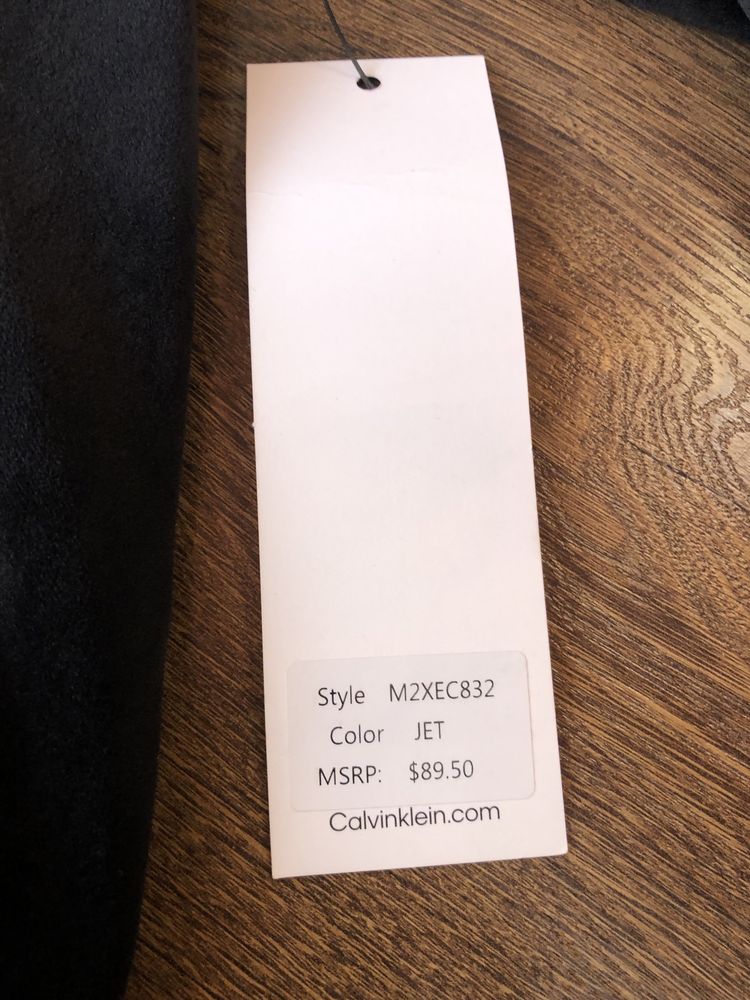 Style M2XEC832
Color JET
MSRP: $89.50
Calvinklein.com